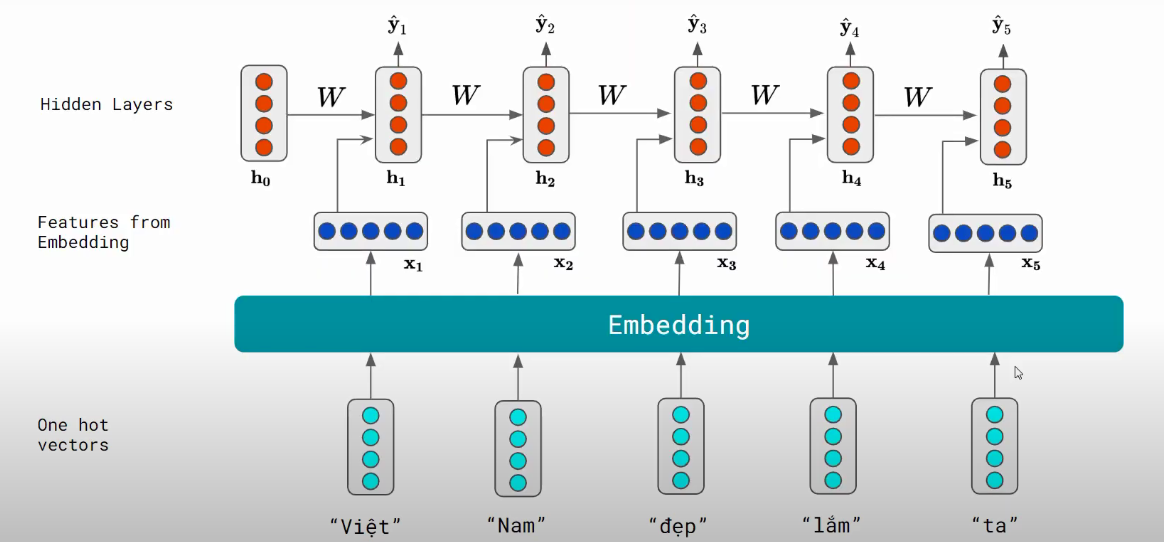 ŷ₁ ŷ₂ ŷ₃ ŷ₄ ŷ₅
Hidden Layers
W W W W W
h₀ h₁ h₂ h₃ h₄ h₅
Features from
Embedding
x₁ x₂ x₃ x₄ x₅
Embedding
One hot
vectors
“Việt” “Nam” “đẹp” “lắm” “ta”